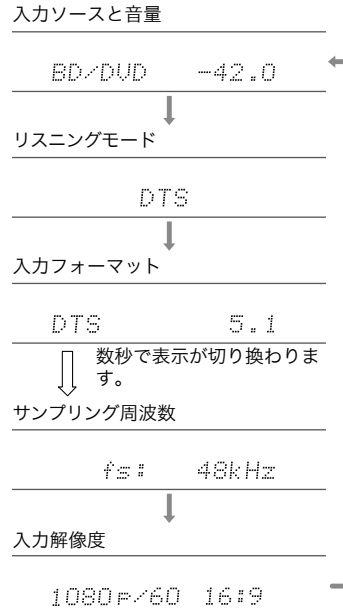 入力ソースと音量
BD/DVD -42.0
リスニングモード
DTS
入力フォーマット
DTS 5.1
数秒で表示が切り換わりま
す。
サンプリング周波数
fs: 48kHz
入力解像度
1080p/60 16:9